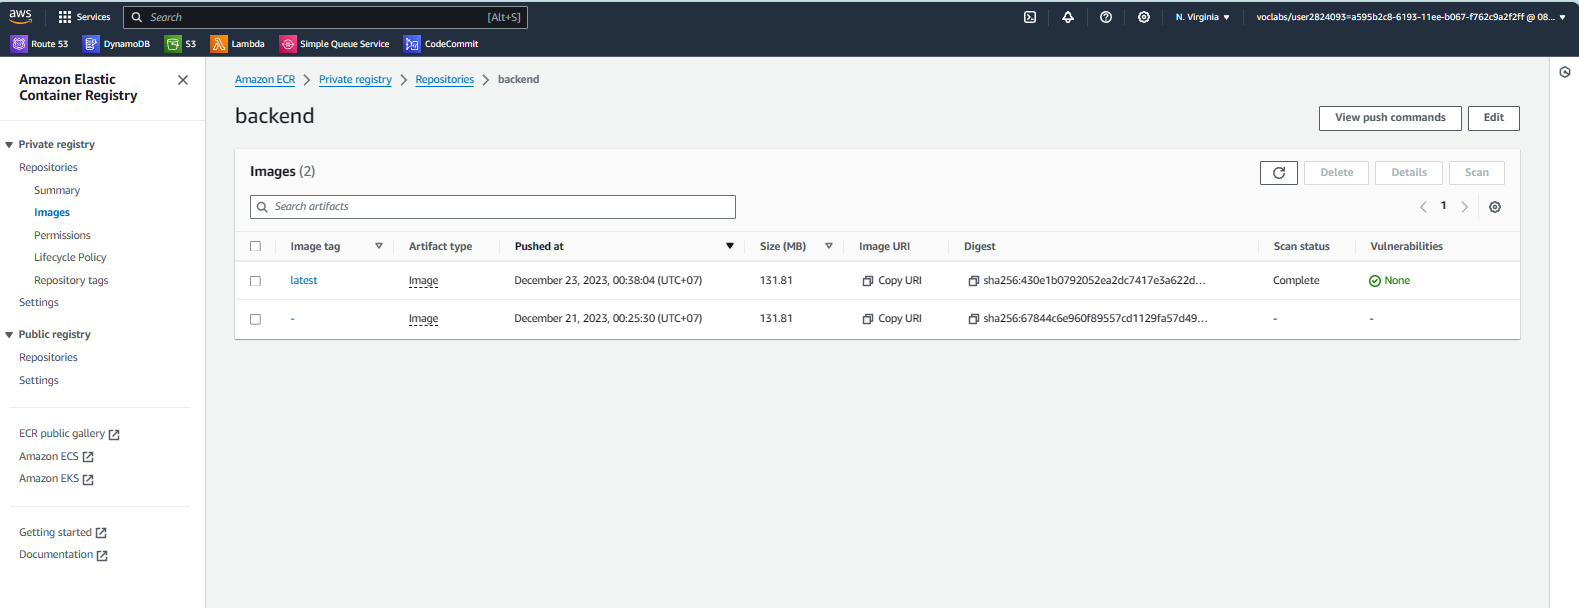 aws Services Search [Alt+S] N. Virginia voclabs/user2824093=a595b2c8-6193-11ee-b067-f762c9a2f2ff @ 08...
Route 53 DynamoDB S3 Lambda Simple Queue Service CodeCommit
Amazon Elastic
Container Registry
Private registry
Repositories
Summary
Images
Permissions
Lifecycle Policy
Repository tags
Settings
Public registry
Repositories
Settings
ECR public gallery
Amazon ECS
Amazon EKS
Getting started
Documentation
Amazon ECR Private registry Repositories backend
backend
View push commands Edit
Images (2)
Delete Details Scan
Search artifacts
1
Image tag Artifact type Pushed at Size (MB) Image URI Digest Scan status Vulnerabilities
latest Image December 23, 2023, 00:38:04 (UTC+07) 131.81 Copy URI sha256:430e1b0792052ea2dc7417e3a622d... Complete None
- Image December 21, 2023, 00:25:30 (UTC+07) 131.81 Copy URI sha256:67844c6e960f89557cd1129fa57d49... - -